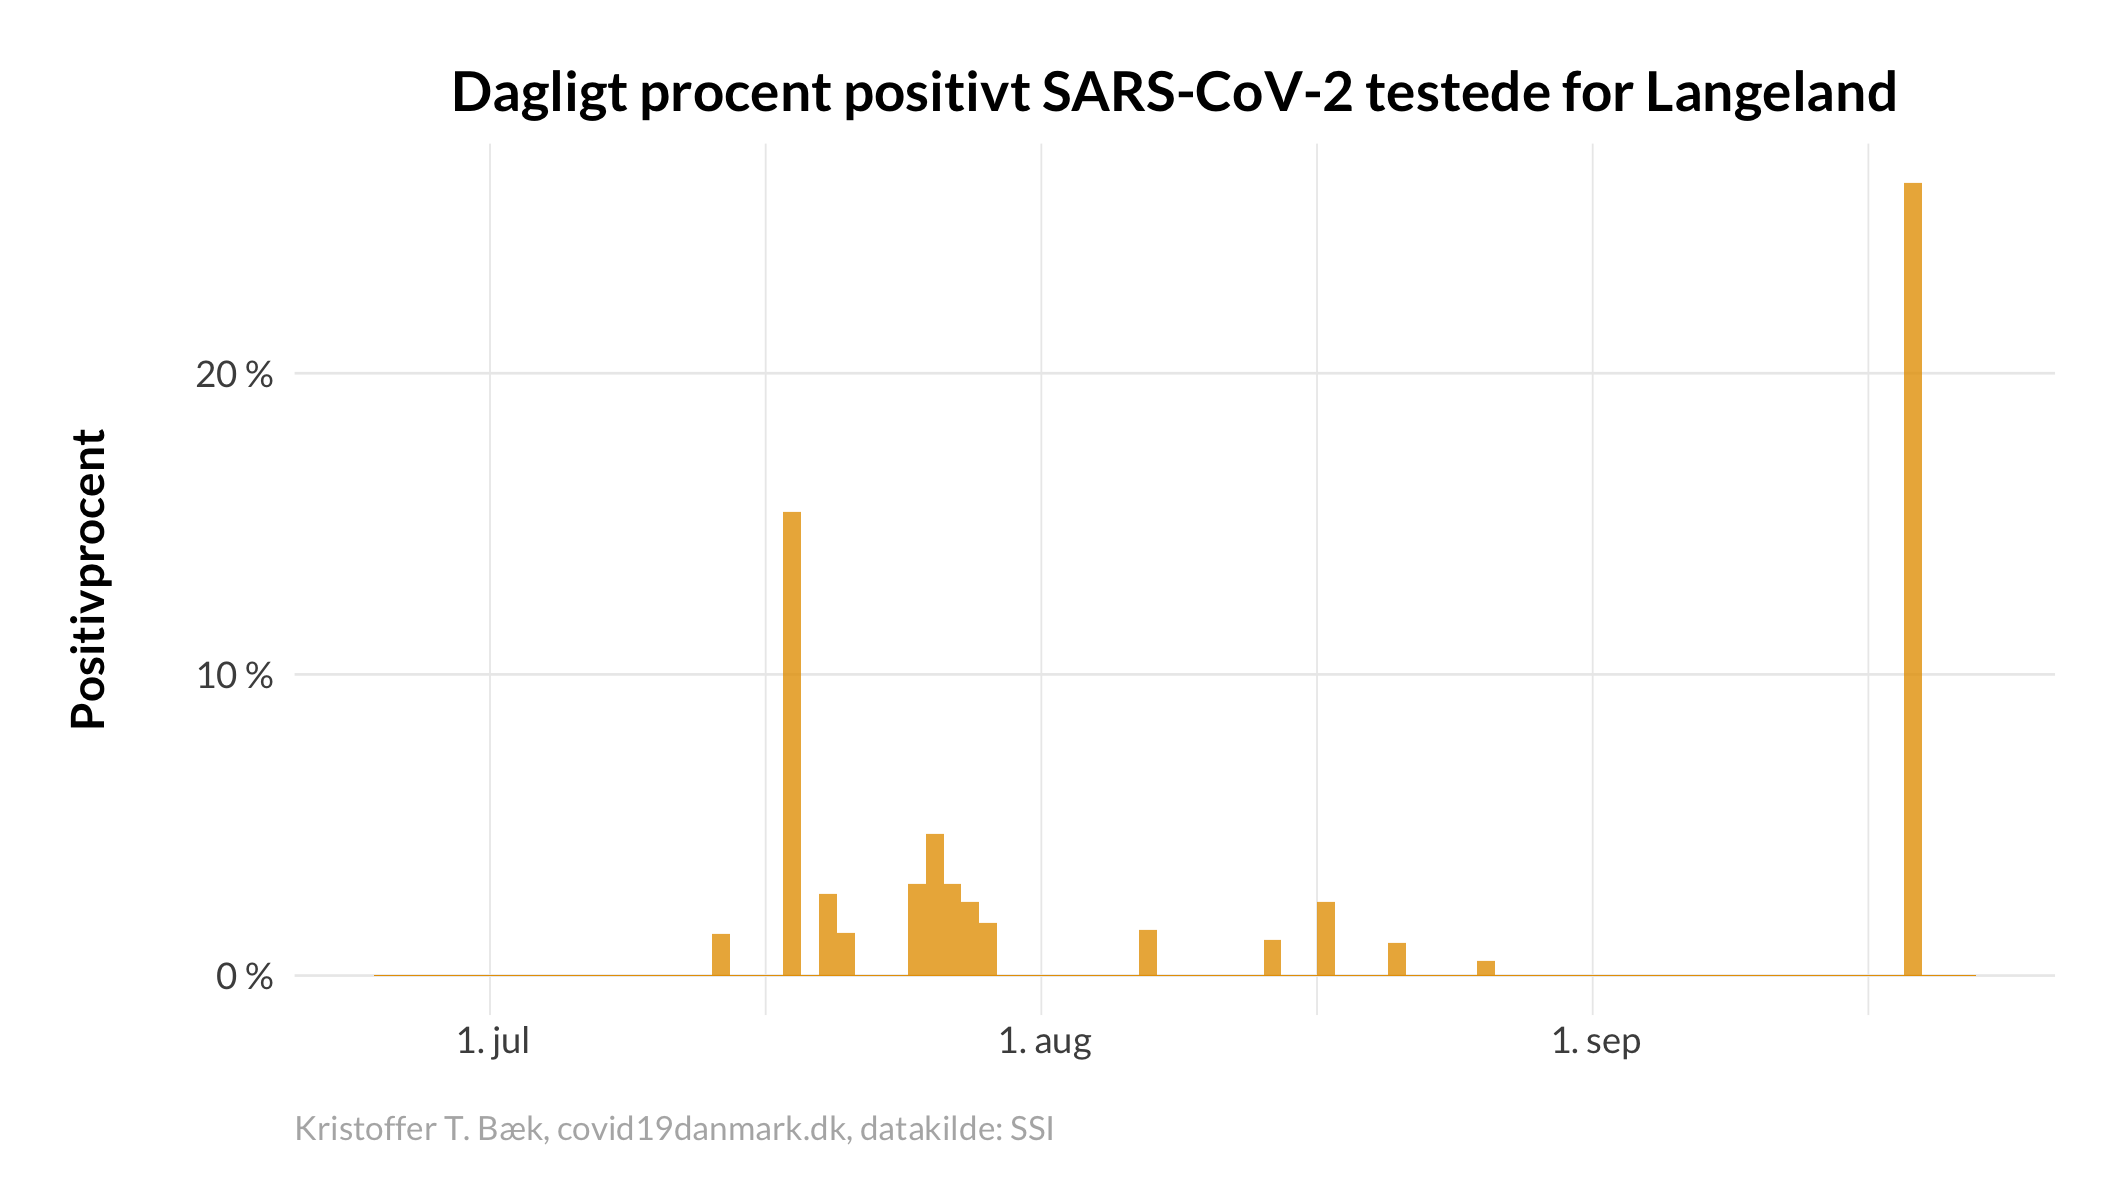 Dagligt procent positivt SARS-CoV-2 testede for Langeland
Positivprocent
20 %
10 %
0 %
1. jul
1. aug
1. sep
Kristoffer T. Bæk, covid19danmark.dk, datakilde: SSI